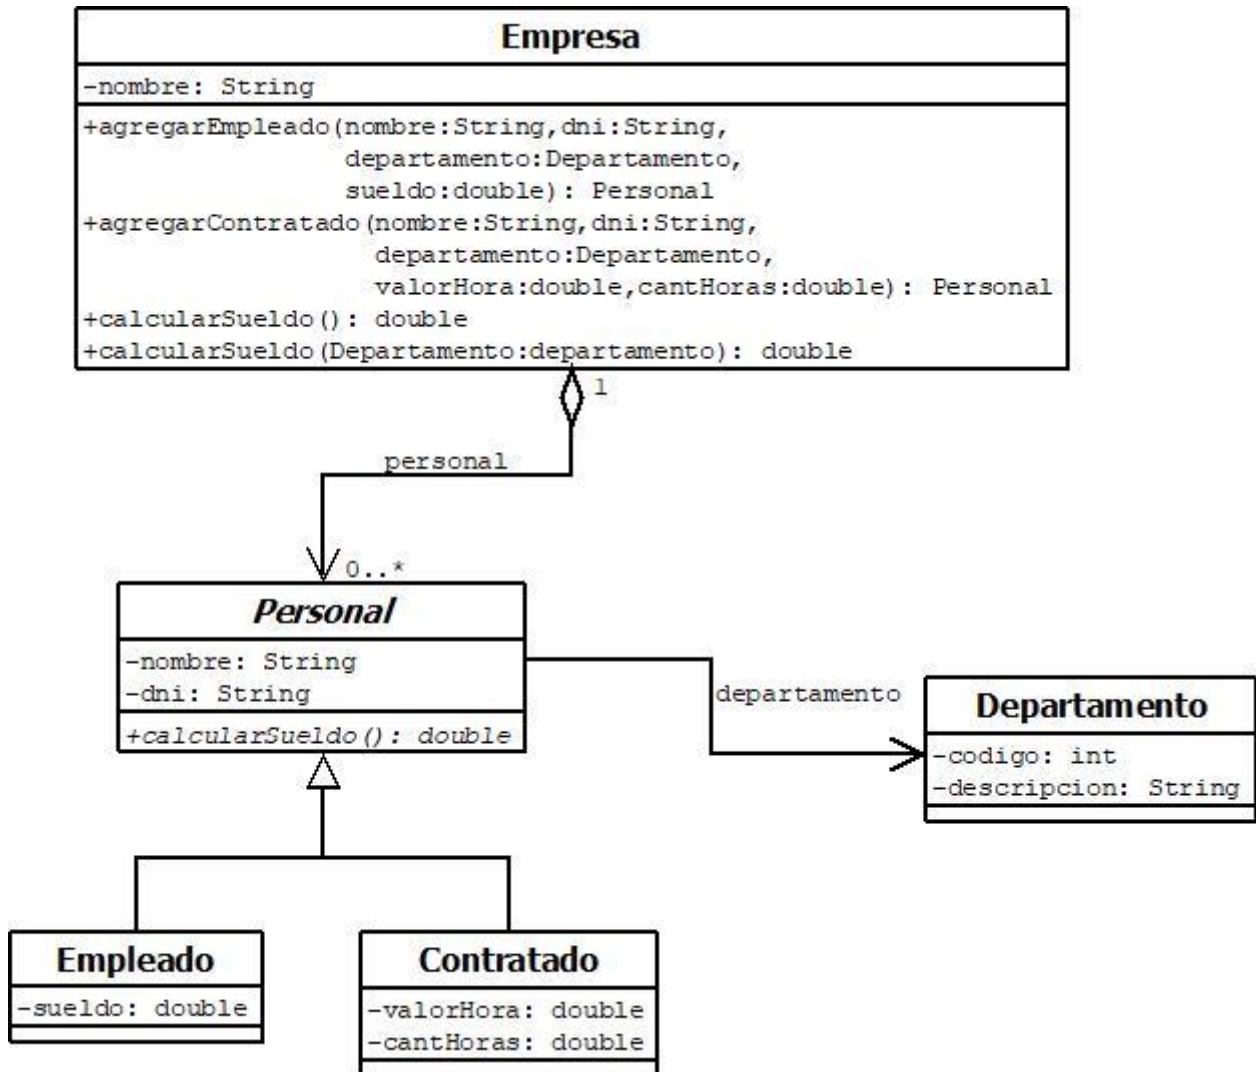 Empresa
-nombre: String
+agregarEmpleado(nombre:String,dni:String,
departamento:Departamento,
sueldo:double): Personal
+agregarContratado(nombre:String,dni:String,
departamento:Departamento,
valorHora:double,cantHoras:double): Personal
+calcularSueldo(): double
+calcularSueldo(Departamento:departamento): double
1
personal
0..*
Personal
-nombre: String
-dni: String
+calcularSueldo(): double
departamento
Departamento
-codigo: int
-descripcion: String
Empleado
-sueldo: double
Contratado
-valorHora: double
-cantHoras: double